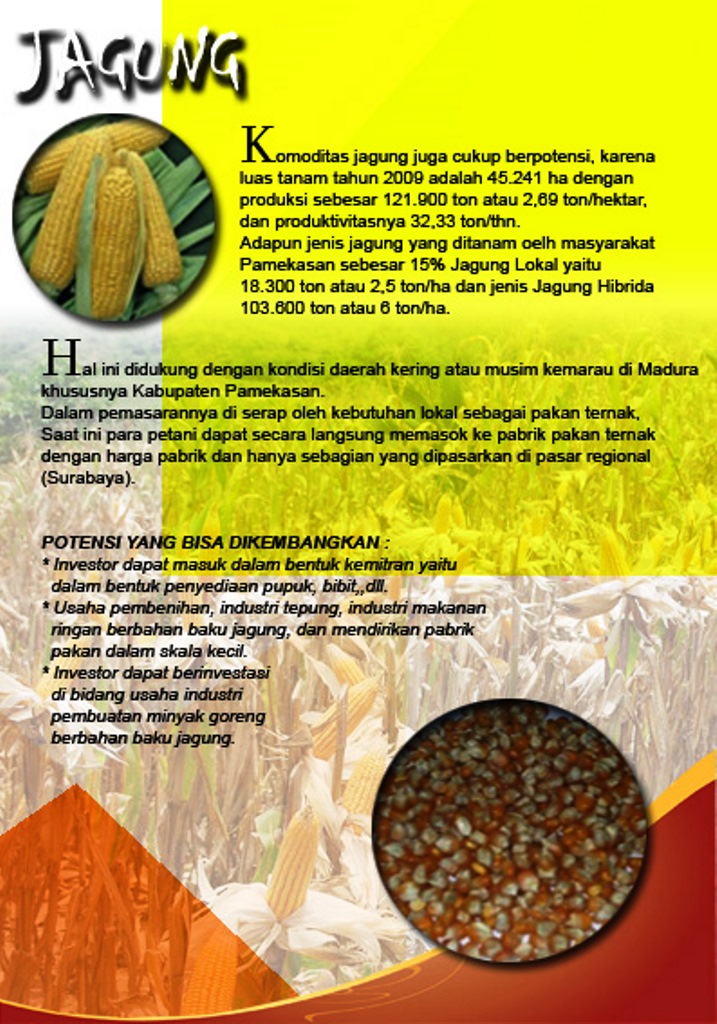 JAGUNG
Komoditas jagung juga cukup berpotensi, karena
luas tanam tahun 2009 adalah 45.241 ha dengan
produksi sebesar 121.900 ton atau 2,69 ton/hektar,
dan produktivitasnya 32,33 ton/thn.
Adapun jenis jagung yang ditanam oelh masyarakat
Pamekasan sebesar 15% Jagung Lokal yaitu
18.300 ton atau 2,5 ton/ha dan jenis Jagung Hibrida
103.600 ton atau 6 ton/ha.
Hal ini didukung dengan kondisi daerah kering atau musim kemarau di Madura
khususnya Kabupaten Pamekasan.
Dalam pemasarannya di serap oleh kebutuhan lokal sebagai pakan ternak,
Saat ini para petani dapat secara langsung memasok ke pabrik pakan ternak
dengan harga pabrik dan hanya sebagian yang dipasarkan di pasar regional
(Surabaya).
POTENSI YANG BISA DIKEMBANGKAN :
* Investor dapat masuk dalam bentuk kemitran yaitu
dalam bentuk penyediaan pupuk, bibit,,dll.
* Usaha pembenihan, industri tepung, industri makanan
ringan berbahan baku jagung, dan mendirikan pabrik
pakan dalam skala kecil.
* Investor dapat berinvestasi
di bidang usaha industri
pembuatan minyak goreng
berbahan baku jagung.